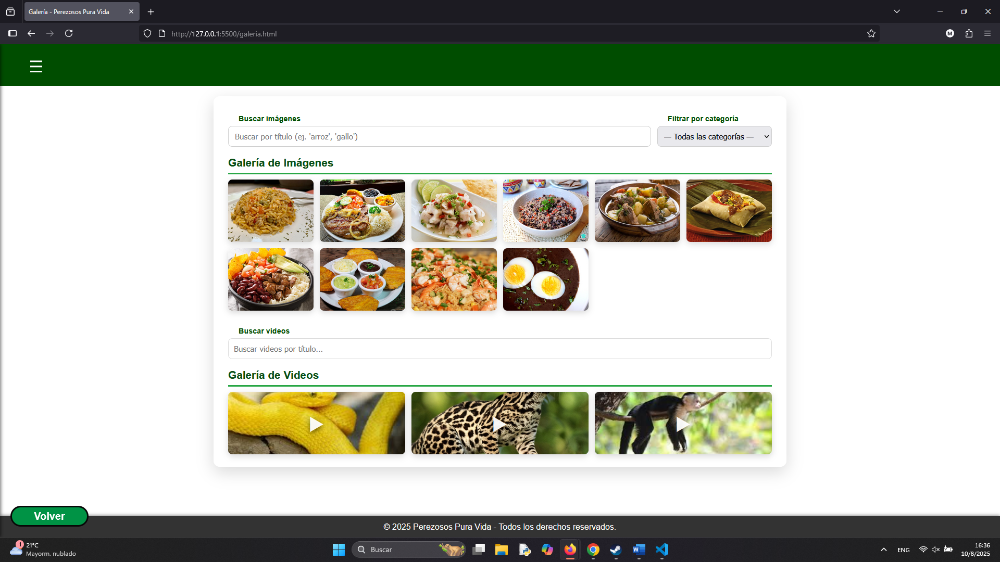 Galería - Perezosos Pura Vida
http://127.0.0.1:5500/galeria.html
M
Buscar imágenes
Filtrar por categoría
Buscar por título (ej. 'arroz', 'gallo')
— Todas las categorías —
Galería de Imágenes
Buscar videos
Buscar videos por título...
Galería de Videos
Volver
© 2025 Perezosos Pura Vida - Todos los derechos reservados.
1
21°C
Mayorm. nublado
Buscar
ENG
16:36
10/8/2025